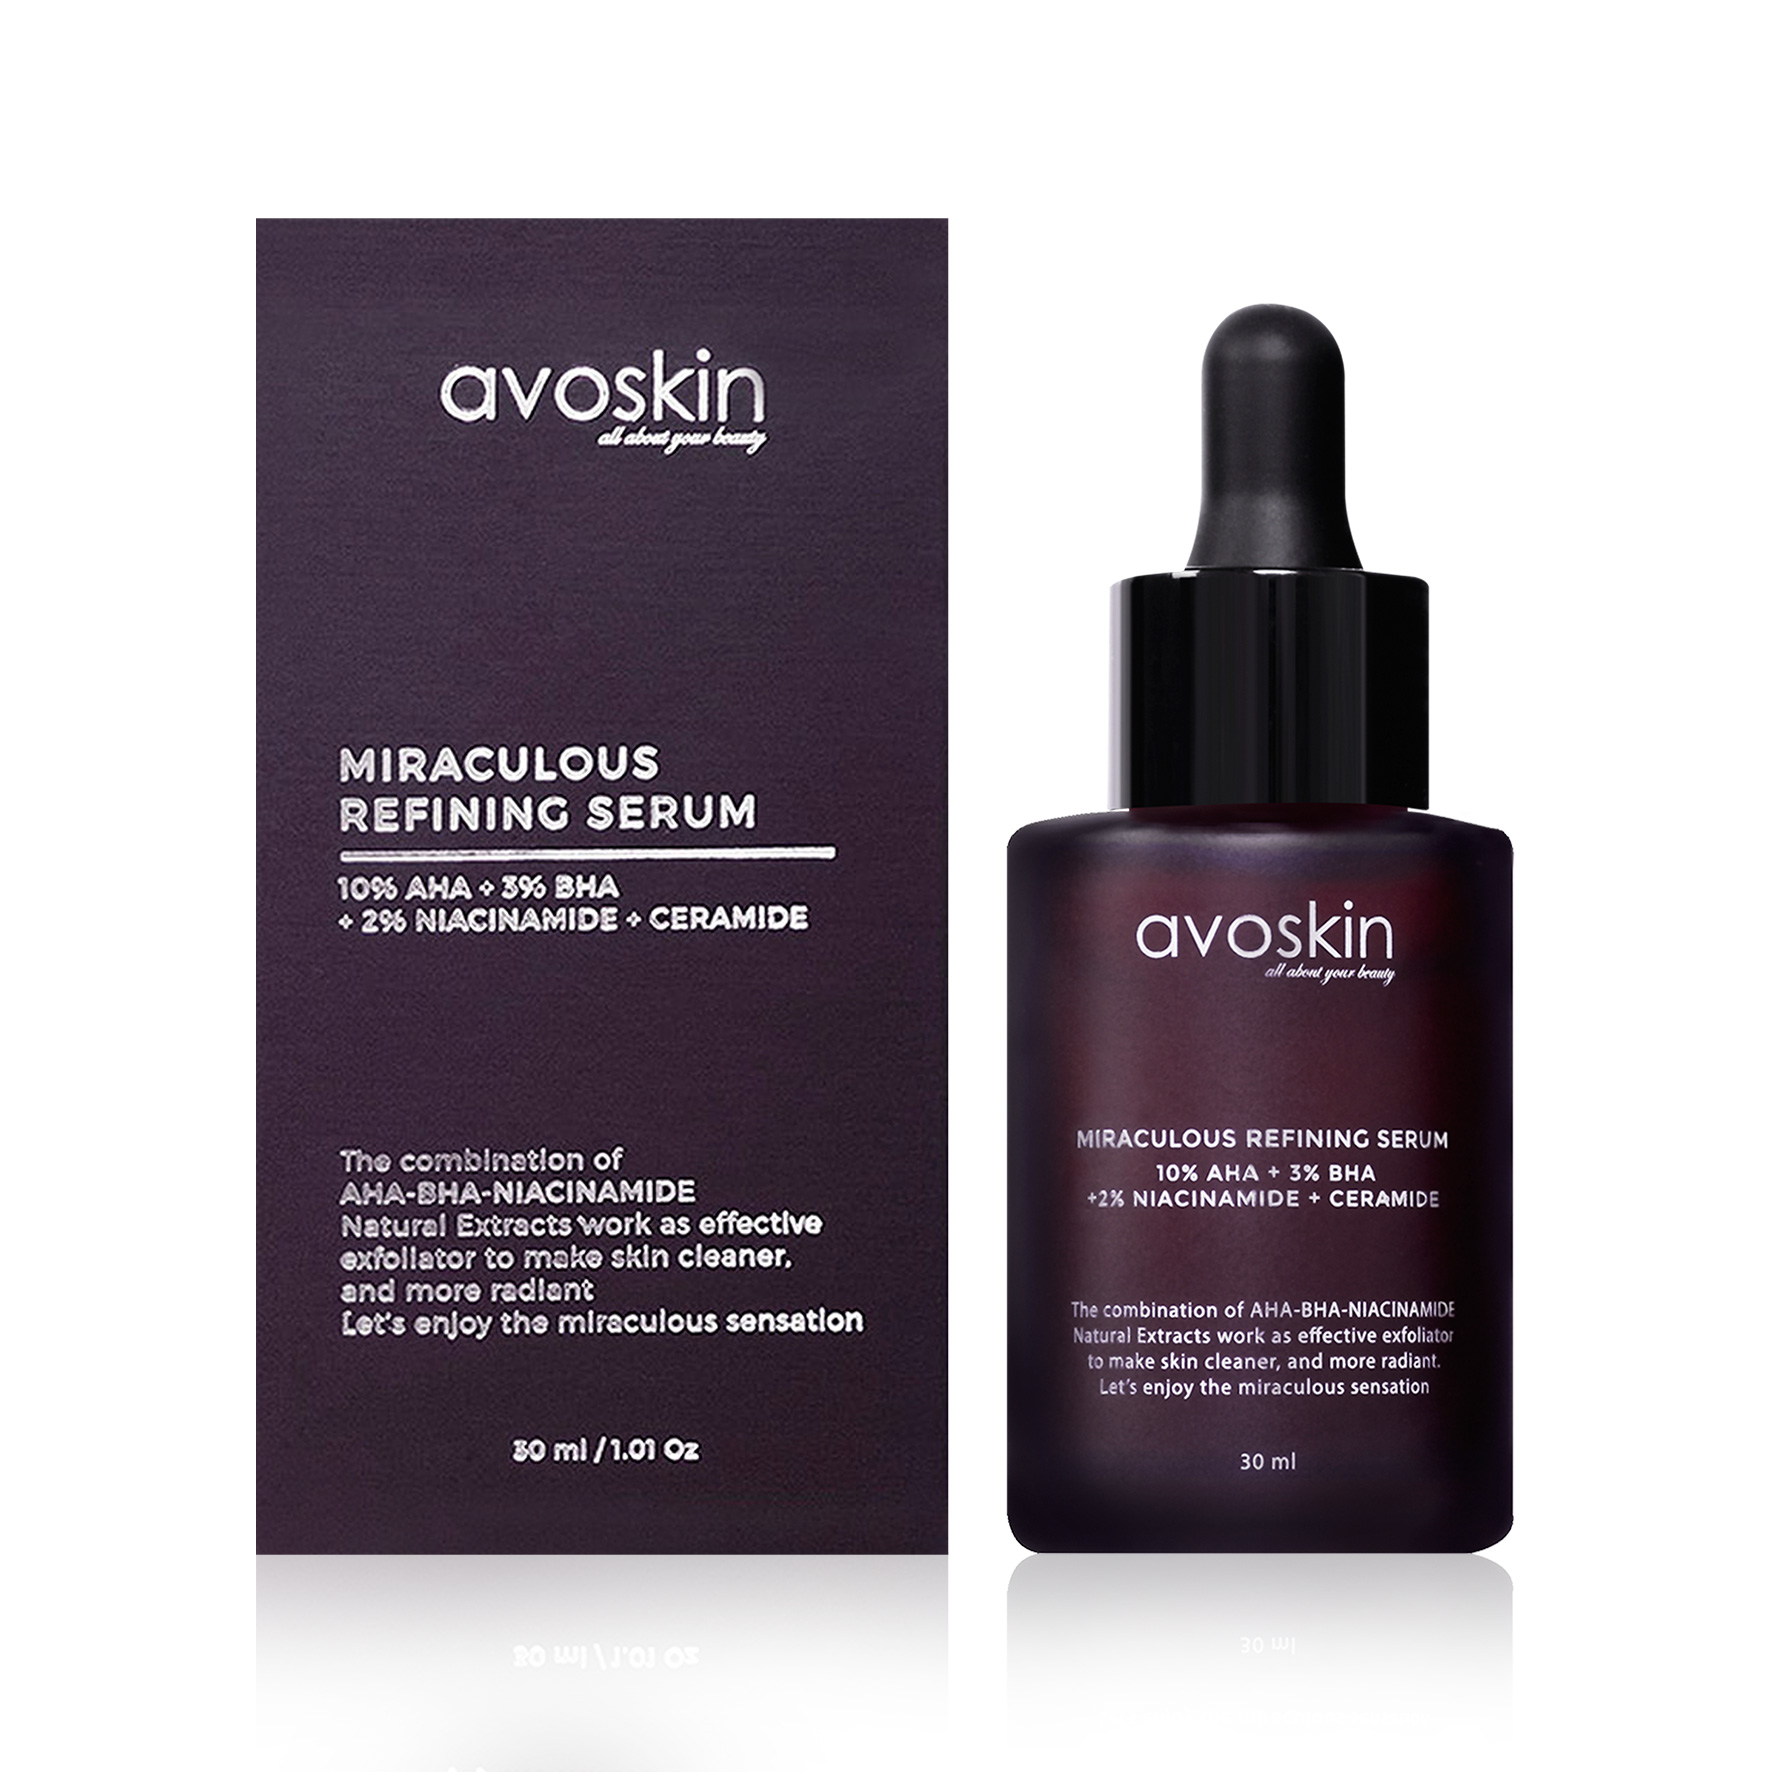 avoskin
all about your beauty
MIRACULOUS
REFINING SERUM
10% AHA + 3% BHA
+ 2% NIACINAMIDE + CERAMIDE
The combination of
AHA-BHA-NIACINAMIDE
Natural Extracts work as effective
exfoliator to make skin cleaner,
and more radiant
Let's enjoy the miraculous sensation
30 ml / 1.01 Oz
avoskin
all about your beauty
MIRACULOUS REFINING SERUM
10% AHA + 3% BHA
+2% NIACINAMIDE + CERAMIDE
The combination of AHA-BHA-NIACINAMIDE
Natural Extracts work as effective exfoliator
to make skin cleaner, and more radiant.
Let's enjoy the miraculous sensation
30 ml